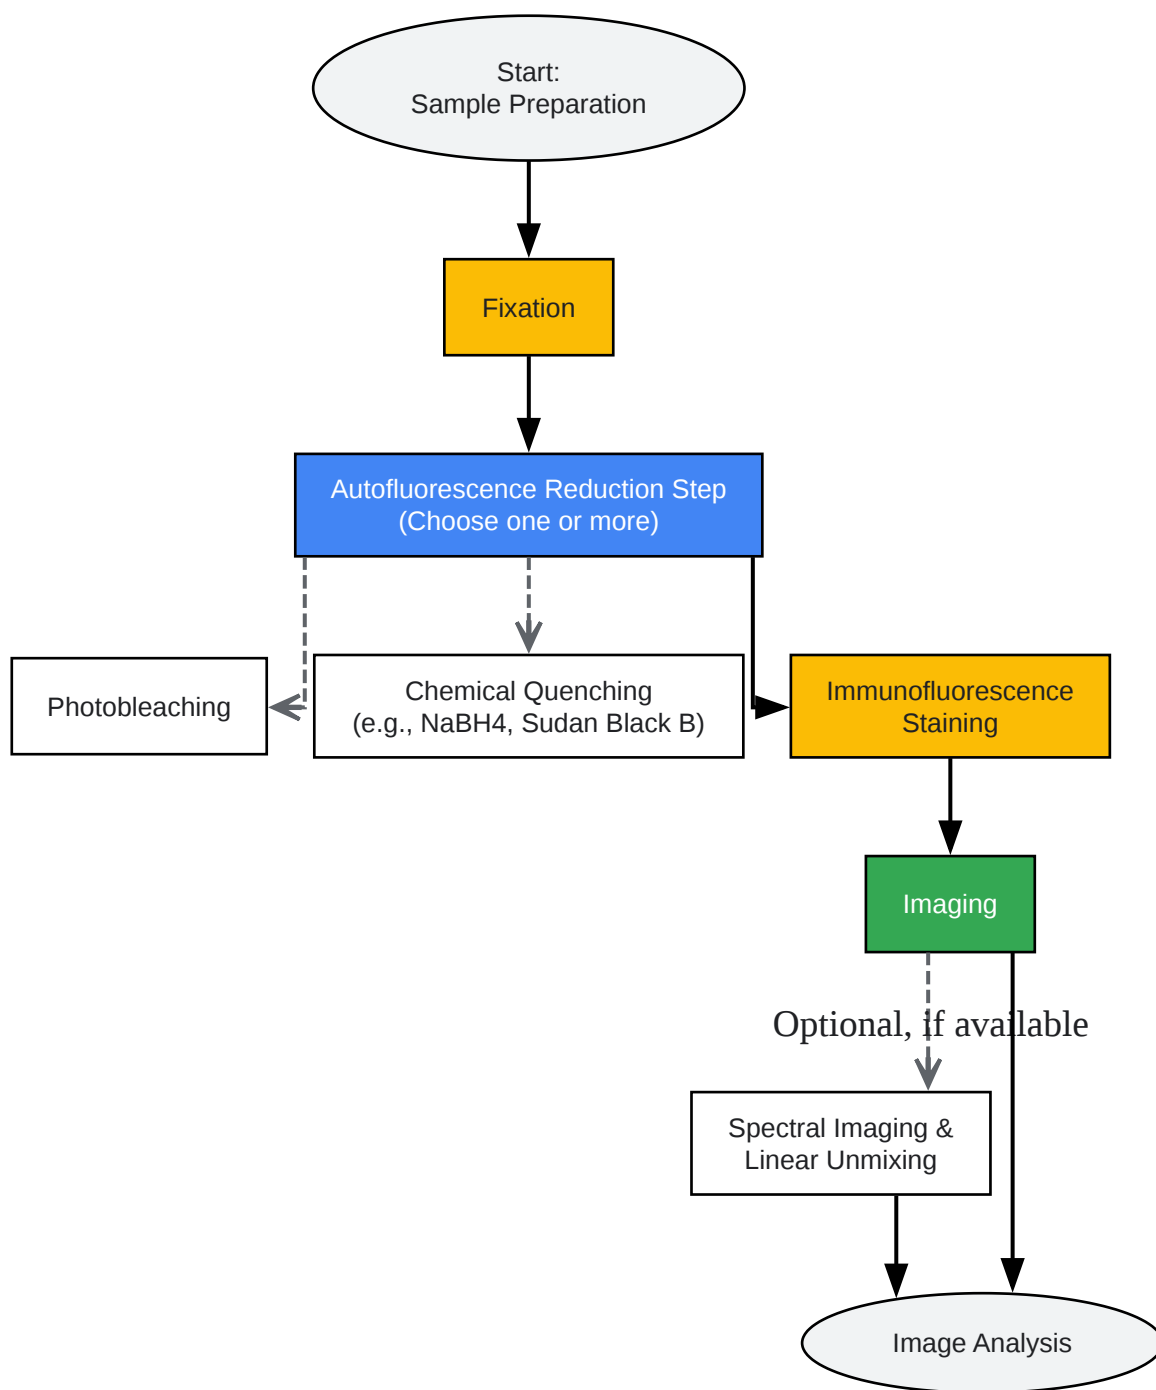 Start:
Sample Preparation
Fixation
Autofluorescence Reduction Step
(Choose one or more)
Photobleaching
Chemical Quenching
(e.g., NaBH4, Sudan Black B)
Immunofluorescence
Staining
Imaging
Optional, if available
Spectral Imaging &
Linear Unmixing
Image Analysis